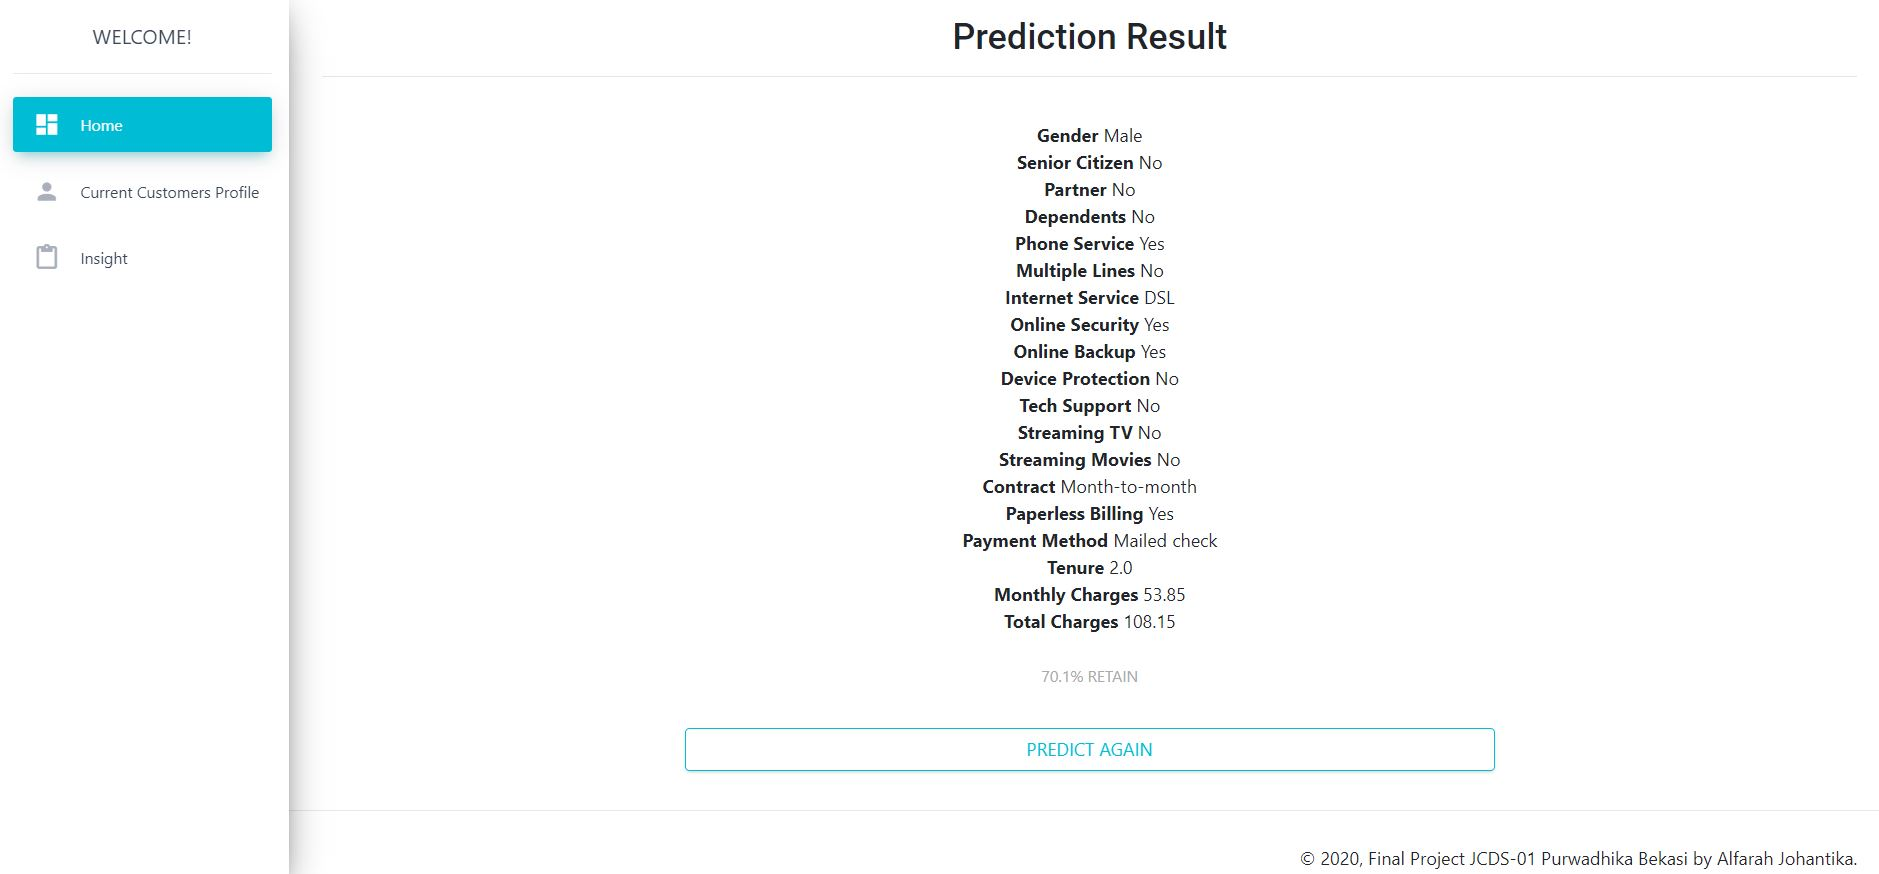 WELCOME!
Home
Current Customers Profile
Insight
Prediction Result
Gender Male
Senior Citizen No
Partner No
Dependents No
Phone Service Yes
Multiple Lines No
Internet Service DSL
Online Security Yes
Online Backup Yes
Device Protection No
Tech Support No
Streaming TV No
Streaming Movies No
Contract Month-to-month
Paperless Billing Yes
Payment Method Mailed check
Tenure 2.0
Monthly Charges 53.85
Total Charges 108.15
70.1% RETAIN
PREDICT AGAIN
© 2020, Final Project JCDS-01 Purwadhika Bekasi by Alfarah Johantika.